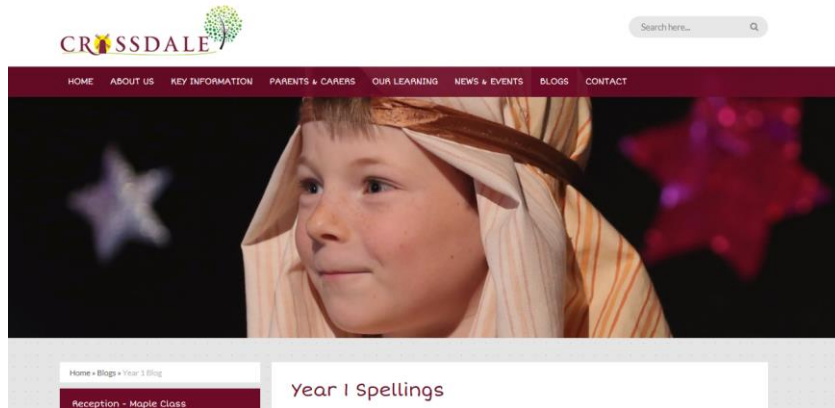 CROSSDALE
Search here...
HOME ABOUT US KEY INFORMATION PARENTS & CARERS OUR LEARNING NEWS & EVENTS BLOGS CONTACT
Home » Blogs » Year 1 Blog
Reception - Maple Class
Year 1 Spellings